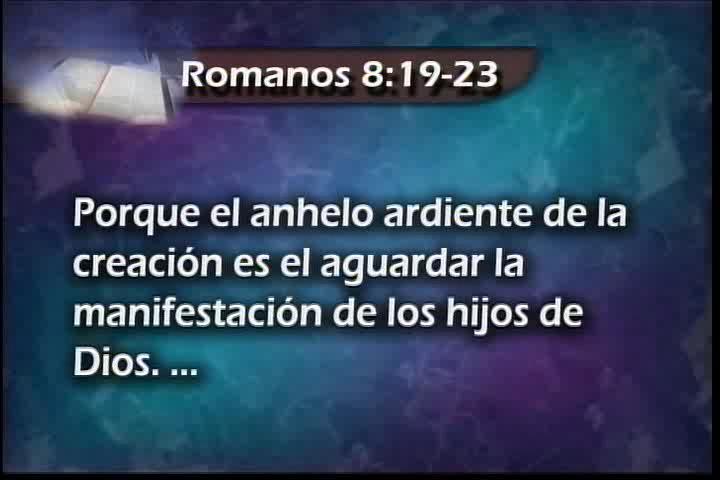 Romanos 8:19-23
Porque el anhelo ardiente de la
creación es el aguardar la
manifestación de los hijos de
Dios. ...